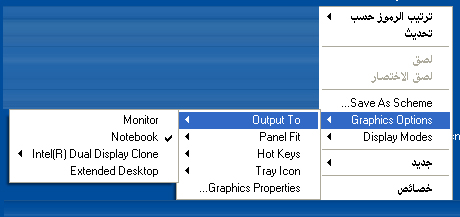 ترتيب الرموز حسب
تحديث
لصق
لصق الاختصار
Save As Scheme...
Graphics Options
Display Modes
جديد
خصائص
Output To
Panel Fit
Hot Keys
Tray Icon
Graphics Properties...
Monitor
Notebook
Intel(R) Dual Display Clone
Extended Desktop